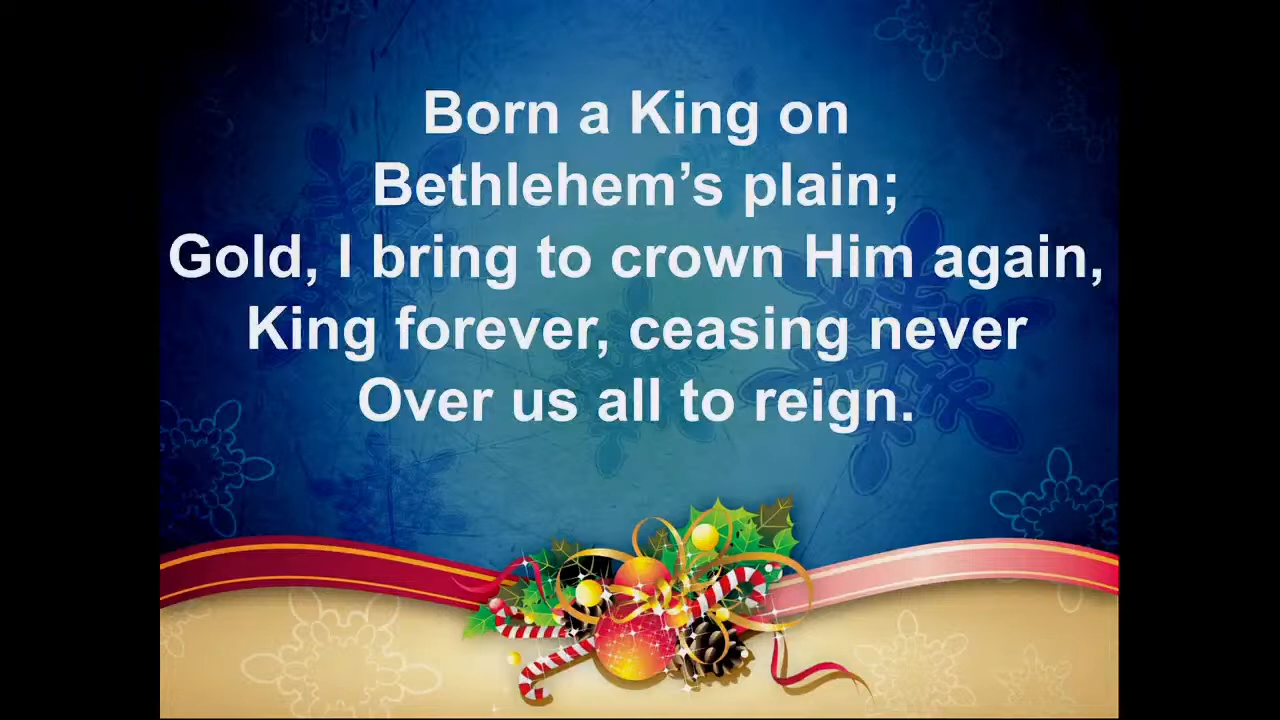 Born a King on
Bethlehem’s plain;
Gold, I bring to crown Him again,
King forever, ceasing never
Over us all to reign.